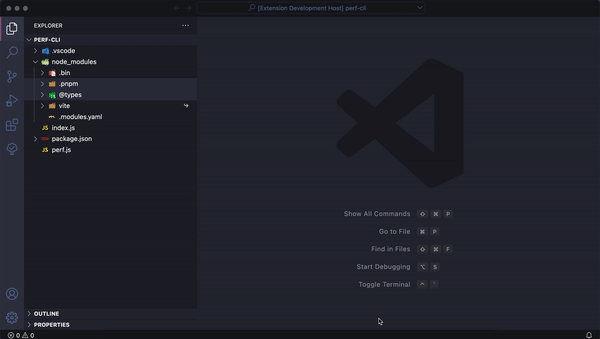 [Extension Development Host] perf-cli
EXPLORER
PERF-CLI
.vscode
node_modules
.bin
.pnpm
@types
vite
.modules.yaml
JS index.js
package.json
JS perf.js
Show All Commands ⇧ ⌘ P
Go to File ⌘ P
Find in Files ⇧ ⌘ F
Start Debugging ⌥ S
Toggle Terminal ⌃ `
OUTLINE
PROPERTIES
0 0